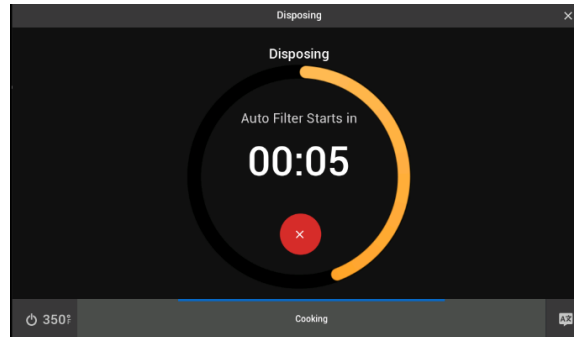 Disposing
Disposing
Auto Filter Starts in
00:05
350°F
Cooking